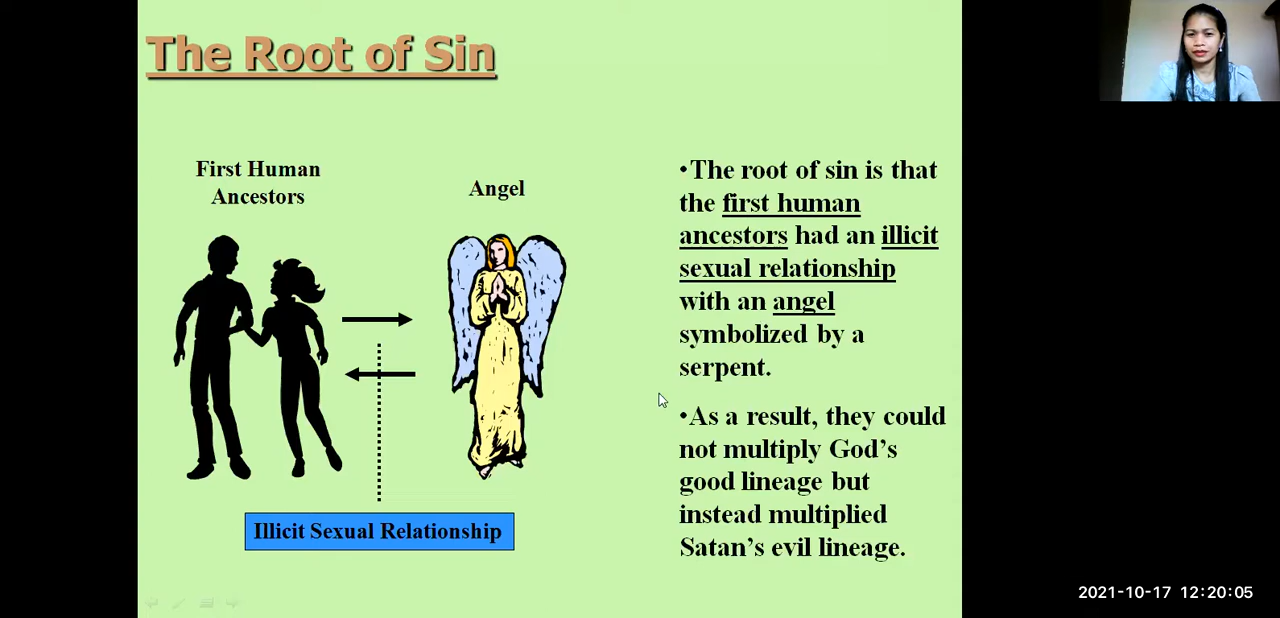 The Root of Sin
First Human
Ancestors
Angel
Illicit Sexual Relationship
•The root of sin is that
the first human
ancestors had an illicit
sexual relationship
with an angel
symbolized by a
serpent.
•As a result, they could
not multiply God’s
good lineage but
instead multiplied
Satan’s evil lineage.
2021-10-17 12:20:05